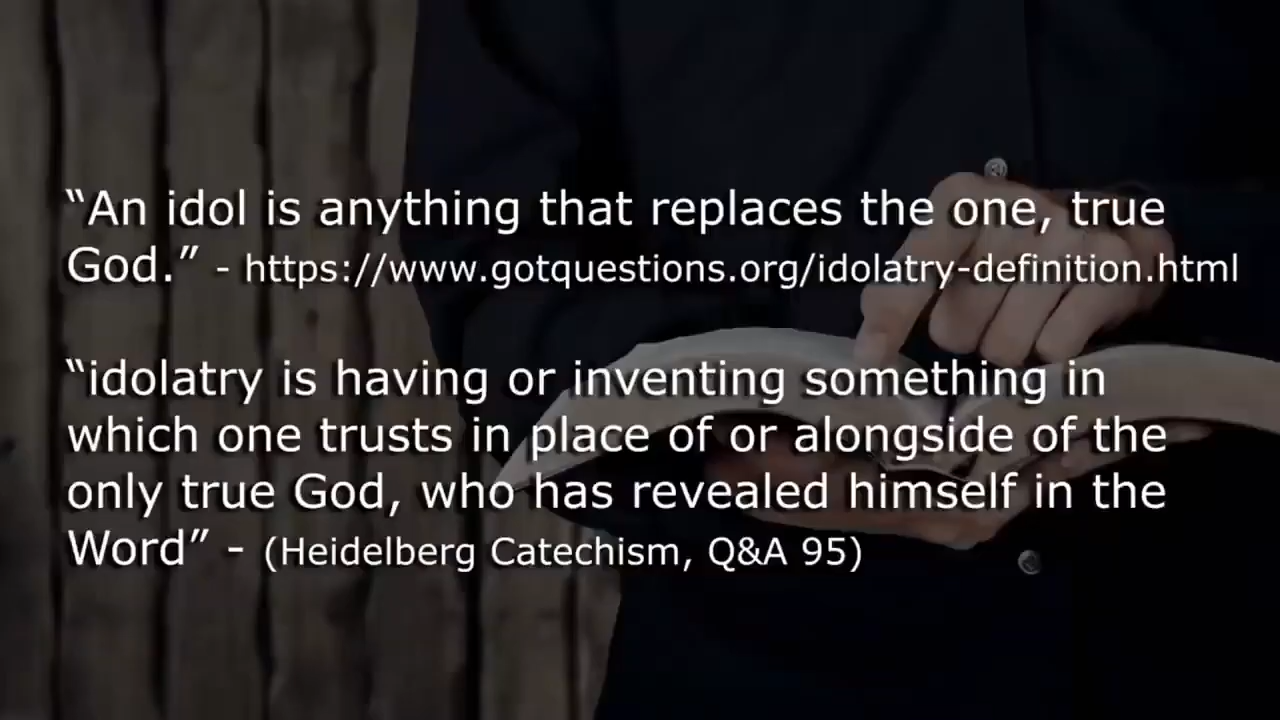 “An idol is anything that replaces the one, true
God.” - https://www.gotquestions.org/idolatry-definition.html
“idolatry is having or inventing something in
which one trusts in place of or alongside of the
only true God, who has revealed himself in the
Word” - (Heidelberg Catechism, Q&A 95)